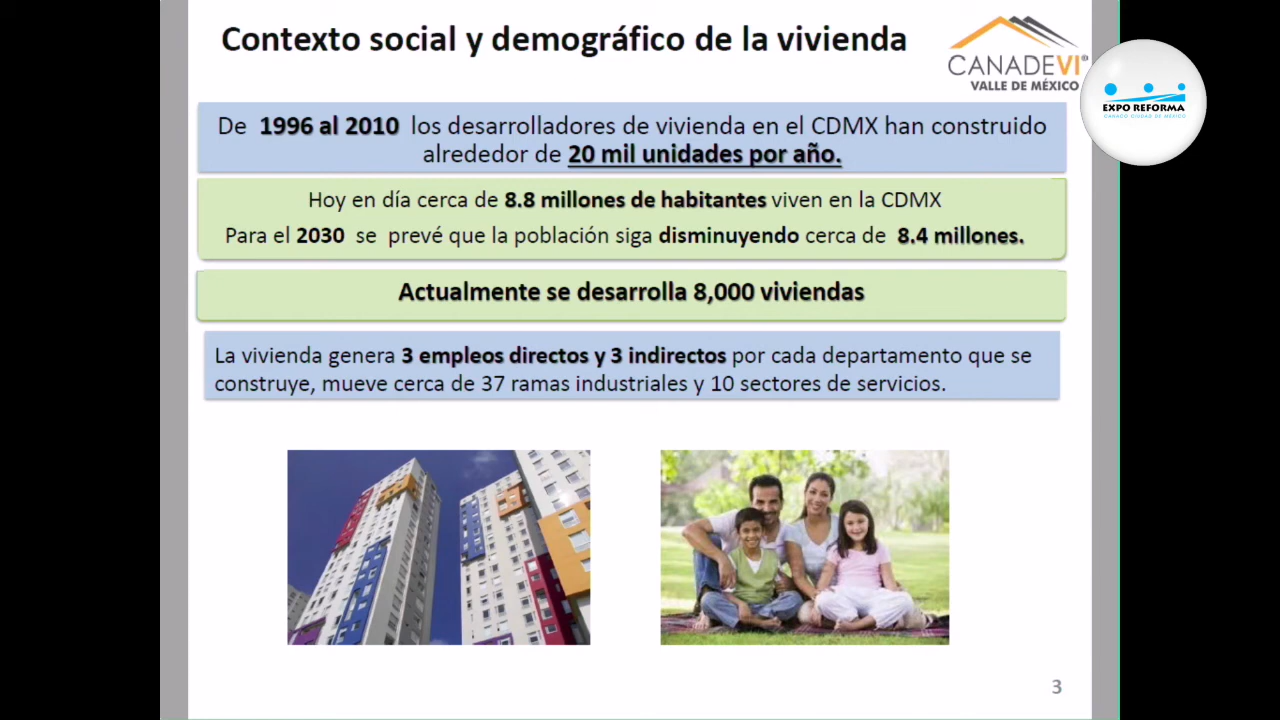 Contexto social y demográfico de la vivienda
CANADEVI®
VALLE DE MÉXICO
EXPO REFORMA
CANACO CIUDAD DE MÉXICO
De 1996 al 2010 los desarrolladores de vivienda en el CDMX han construido
alrededor de 20 mil unidades por año.
Hoy en día cerca de 8.8 millones de habitantes viven en la CDMX
Para el 2030 se prevé que la población siga disminuyendo cerca de 8.4 millones.
Actualmente se desarrolla 8,000 viviendas
La vivienda genera 3 empleos directos y 3 indirectos por cada departamento que se
construye, mueve cerca de 37 ramas industriales y 10 sectores de servicios.
3